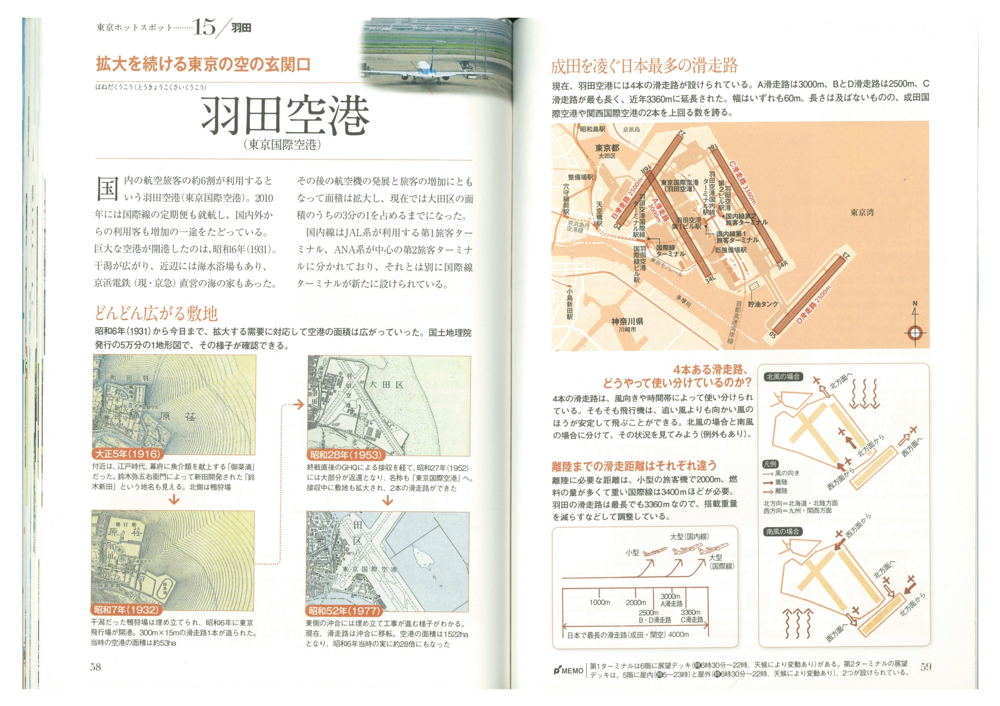 東京ホットスポット………15／羽田
拡大を続ける東京の空の玄関口
はねだくうこう(とうきょうこくさいくうこう)
羽田空港
(東京国際空港)
国内の航空旅客の約6割が利用すると
いう羽田空港(東京国際空港)。2010
年には国際線の定期便も就航し、国内外か
らの利用客も増加の一途をたどっている。
巨大な空港が開港したのは、昭和6年(1931)。
干潟が広がり、近辺には海水浴場もあり、
京浜電鉄(現・京急)直営の海の家もあった。
その後の航空機の発展と旅客の増加にとも
なって面積は拡大し、現在では大田区の面
積のうちの3分の1を占めるまでになった。
国内線はJAL系が利用する第1旅客ター
ミナル、ANA系が中心の第2旅客ターミナ
ルに分かれており、それとは別に国際線
ターミナルが新たに設けられている。
どんどん広がる敷地
昭和6年(1931)から今日まで、拡大する需要に対応して空港の面積は広がっていった。国土地理院
発行の5万分の1地形図で、その様子が確認できる。
町田羽
原荏
大正5年(1916)
付近は、江戸時代、幕府に魚介類を献上する「御菜浦」
だった。鈴木弥五右衛門によって新田開発された「鈴
木新田」という地名も見える。北側は鴨狩場
場行飛
原荏
羽田町
昭和7年(1932)
干潟だった鴨狩場は埋め立てられ、昭和6年に東京
飛行場が開港。300m×15mの滑走路1本が造られた。
当時の空港の面積は約53ha
大田区
羽田空港
昭和28年(1953)
終戦直後のGHQによる接収を経て、昭和27年(1952)
には大部分が返還となり、名称も「東京国際空港」へ。
接収中に敷地も拡大され、2本の滑走路ができた
田区
東京国際空港
昭和52年(1977)
東側の沖合には埋め立て工事が進む様子がわかる。
現在、滑走路は沖合に移転。空港の面積は1522ha
となり、昭和6年当時の実に約28倍にもなった
58
成田を凌ぐ日本最多の滑走路
現在、羽田空港には4本の滑走路が設けられている。A滑走路は3000m、BとD滑走路は2500m、C
滑走路が最も長く、近年3360mに延長された。幅はいずれも60m。長さは及ばないものの、成田国
際空港や関西国際空港の2本を上回る数を誇る。
昭和島駅
京浜島
東京都
大田区
整備場駅
穴守稲荷駅
天空橋駅
京浜急行
空港線
22
16L
16R
B滑走路 2500m
04
A滑走路
3000m
C滑走路 3360m
東京国際空港
(羽田空港)
羽田空港国内線
ターミナル駅
羽田空港
第2ビル駅
羽田空港国際線
ターミナル駅
羽田空港
第1ビル駅
国内線第2
旅客ターミナル
国内線第1
旅客ターミナル
新整備場駅
国際線
ターミナル
羽田空港
国際線ビル駅
東京モノレール
34L
34R
23
D滑走路 2500m
05
東京湾
小島新田駅
多摩川
首都高速湾岸線
貯油タンク
神奈川県
川崎市
N
4本ある滑走路、
どうやって使い分けているのか?
4本の滑走路は、風向きや時間帯によって使い分けられ
ている。そもそも飛行機は、追い風よりも向かい風の
ほうが安定して飛ぶことができる。北風の場合と南風
の場合に分けて、その状況を見てみよう(例外もあり)。
離陸までの滑走距離はそれぞれ違う
離陸に必要な距離は、小型の旅客機で2000m、燃
料の量が多くて重い国際線は3400mほどが必要。
羽田の滑走路は最長でも3360mなので、搭載重量
を減らすなどして調整している。
大型(国内線)
小型
大型
(国際線)
1000m
2000m
3000m
A滑走路
2500m
B・D滑走路
3360m
C滑走路
日本で最長の滑走路(成田・関空) 4000m
北風の場合
北方面へ
北方面から
西方面へ
西方面から
凡例
風の向き
着陸
離陸
北方向=北海道・北陸方面
西方向=九州・関西方面
南風の場合
西方面から
北方面へ
北方面から
西方面へ
MEMO
第1ターミナルは6階に展望デッキ(時6時30分〜22時、天候により変動あり)がある。第2ターミナルの展望
デッキは、5階に屋内(時5〜23時)と屋外(時6時30分〜22時、天候により変動あり)、2つが設けられている。
59